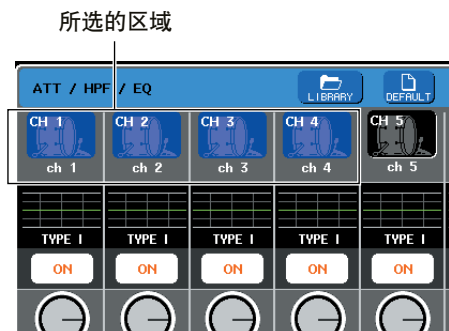 所选的区域
ATT / HPF / EQ LIBRARY DEFAULT
CH 1 CH 2 CH 3 CH 4 CH 5
ch 1 ch 2 ch 3 ch 4 ch 5
TYPE I TYPE I TYPE I TYPE I TYPE I
ON ON ON ON ON